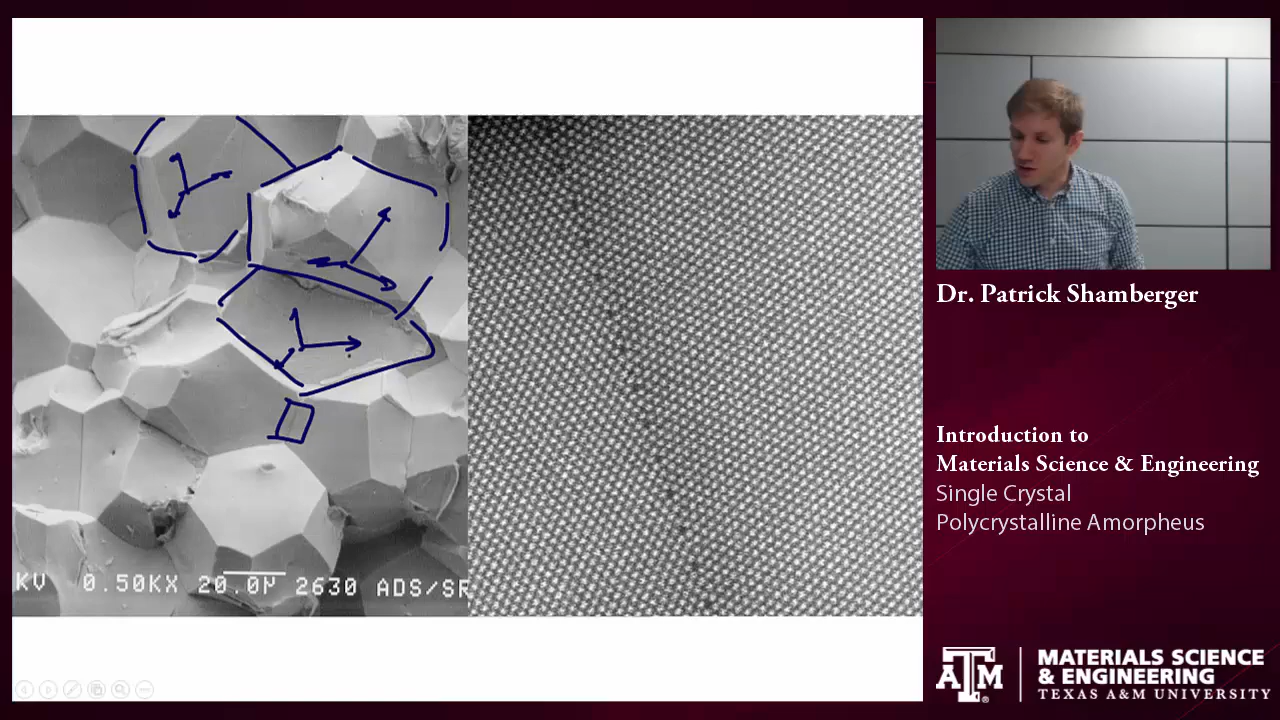 KV 0.50KX 20.0µ 2630 ADS/SR
Dr. Patrick Shamberger
Introduction to
Materials Science & Engineering
Single Crystal
Polycrystalline Amorpheus
A|M
MATERIALS SCIENCE
& ENGINEERING
TEXAS A&M UNIVERSITY